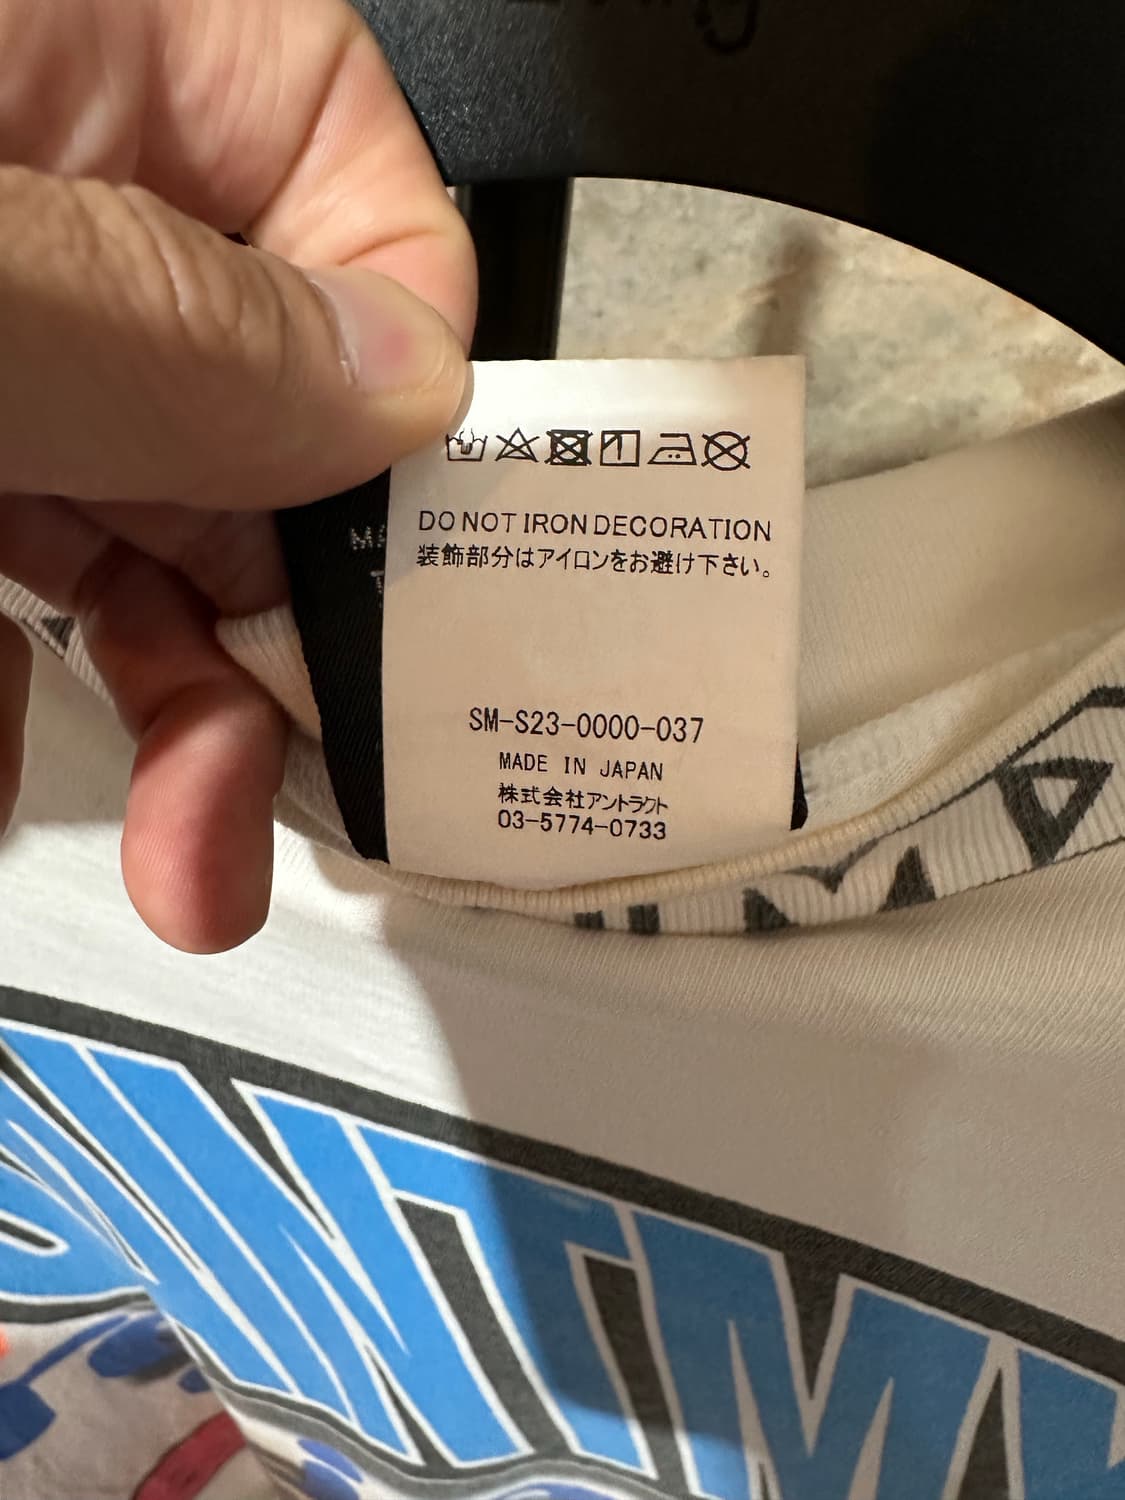 DO NOT IRON DECORATION
装飾部分はアイロンをお避け下さい。
SM-S23-0000-037
MADE IN JAPAN
株式会社アントラクト
03-5774-0733